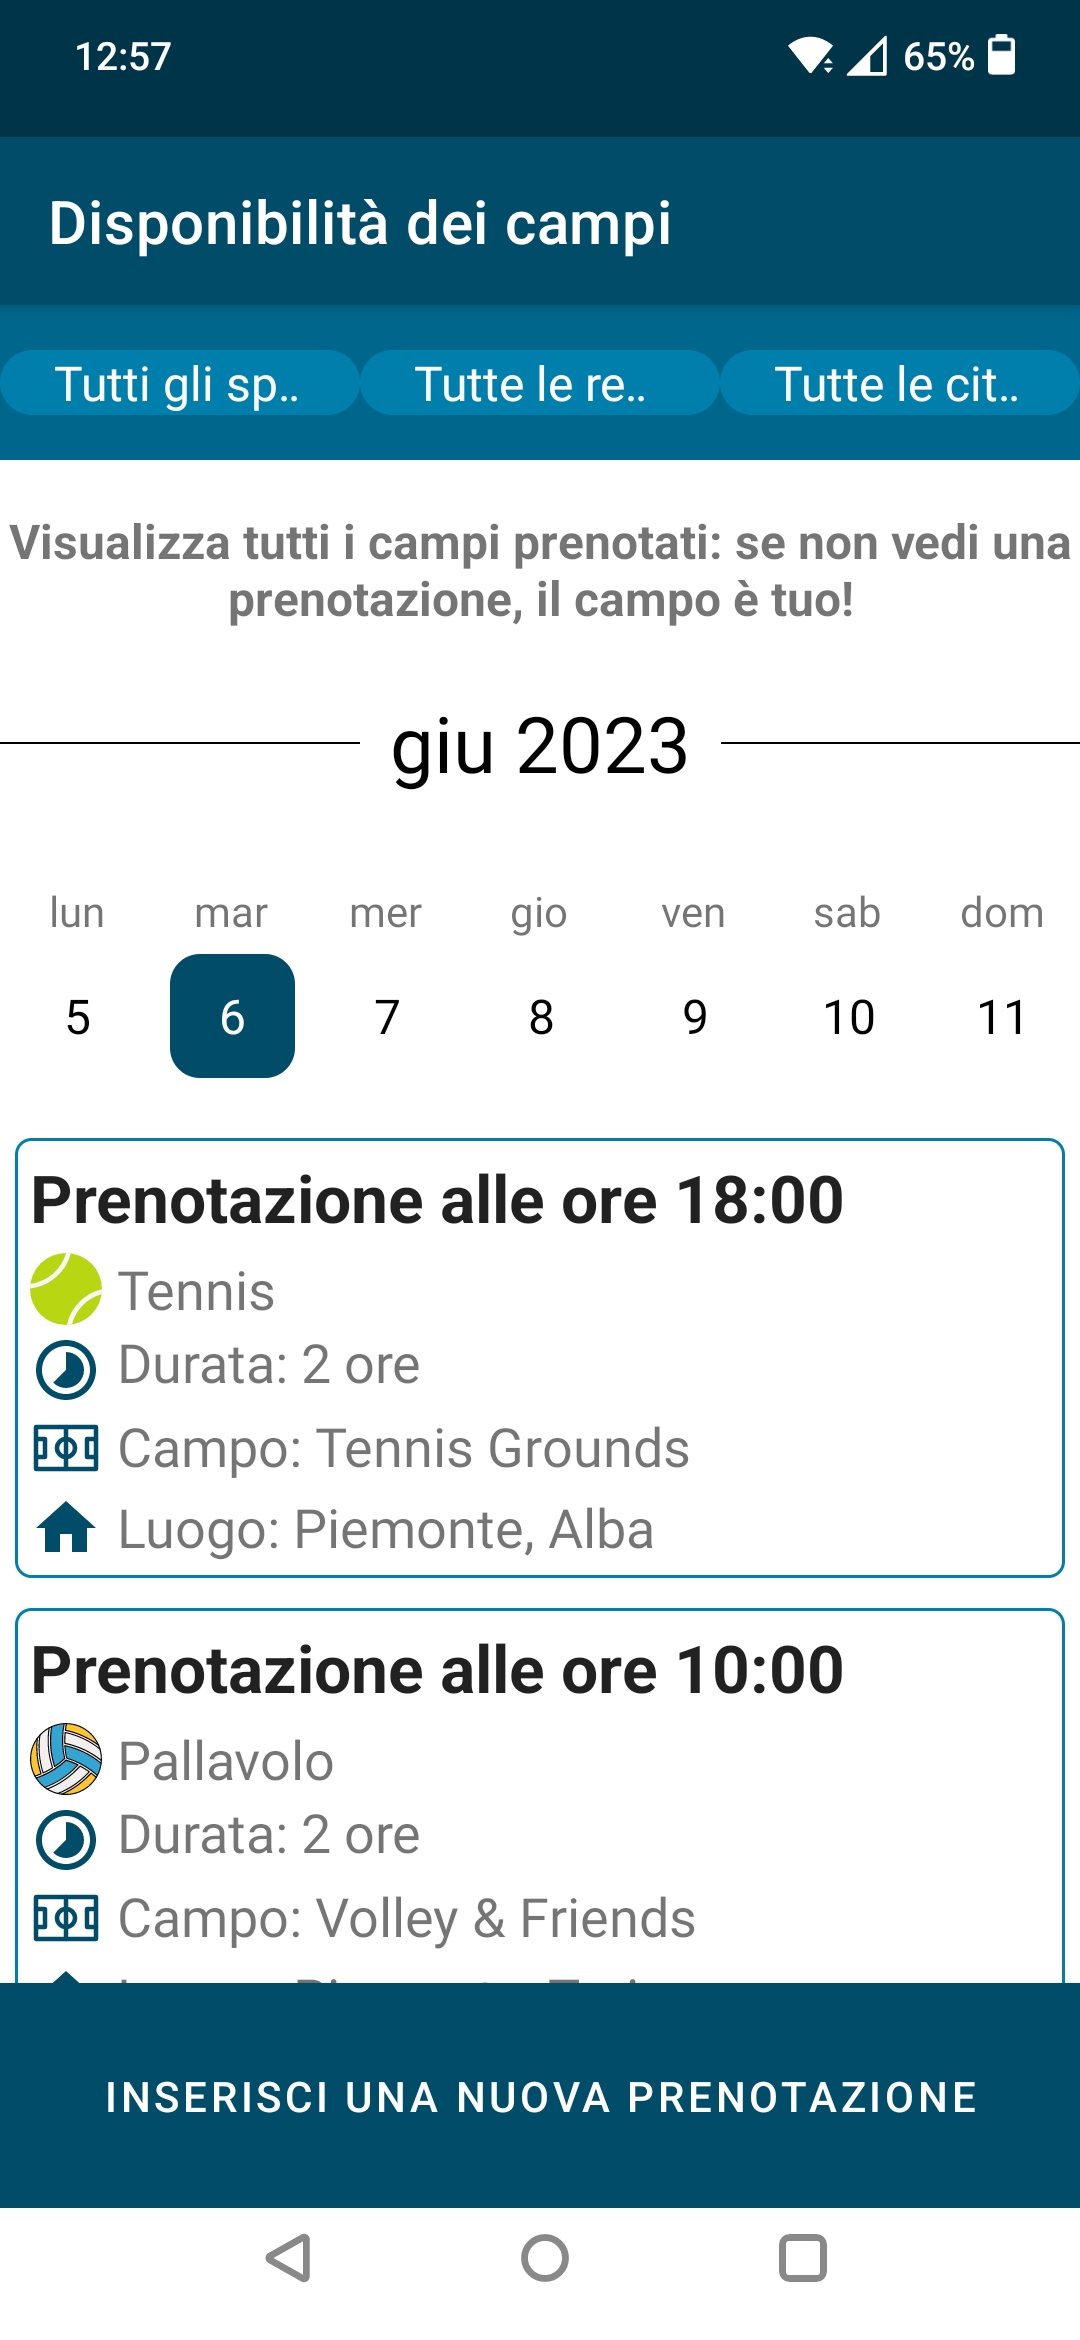 12:57
65%
Disponibilità dei campi
Tutti gli sp..
Tutte le re..
Tutte le cit..
Visualizza tutti i campi prenotati: se non vedi una
prenotazione, il campo è tuo!
giu 2023
lun mar mer gio ven sab dom
5 6 7 8 9 10 11
Prenotazione alle ore 18:00
Tennis
Durata: 2 ore
Campo: Tennis Grounds
Luogo: Piemonte, Alba
Prenotazione alle ore 10:00
Pallavolo
Durata: 2 ore
Campo: Volley & Friends
INSERISCI UNA NUOVA PRENOTAZIONE